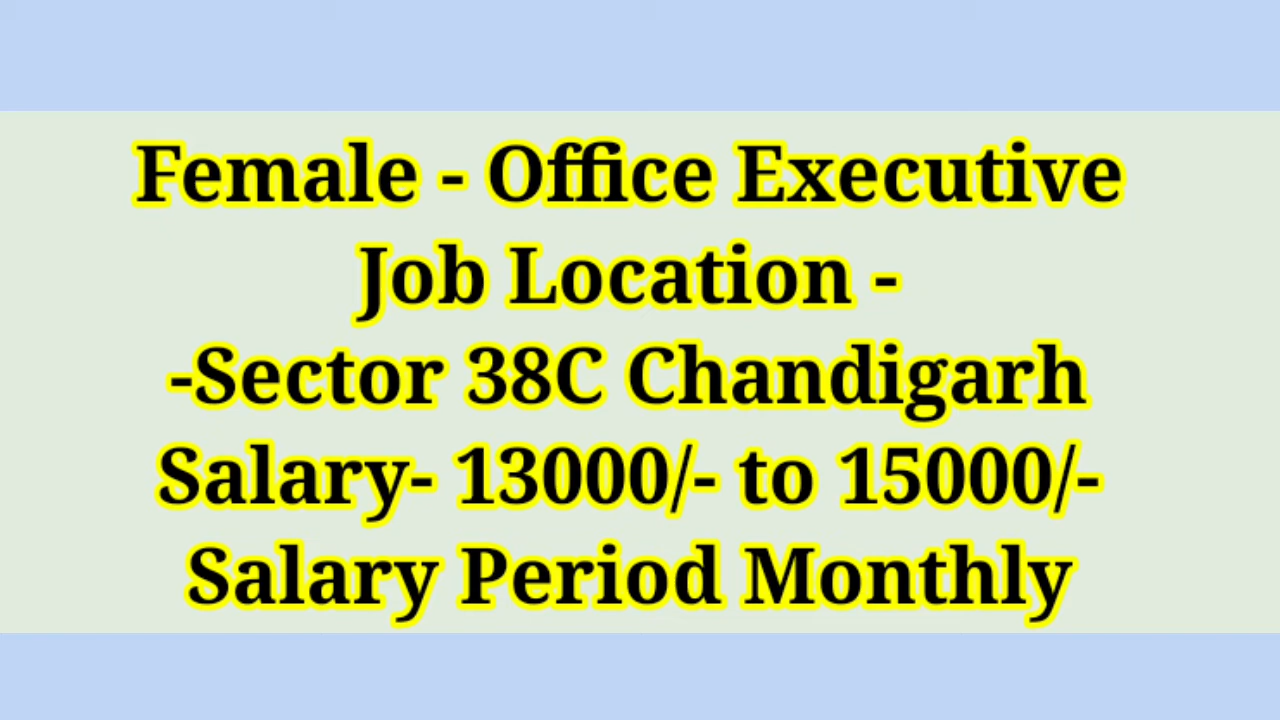 Female - Office Executive
Job Location -
-Sector 38C Chandigarh
Salary- 13000/- to 15000/-
Salary Period Monthly